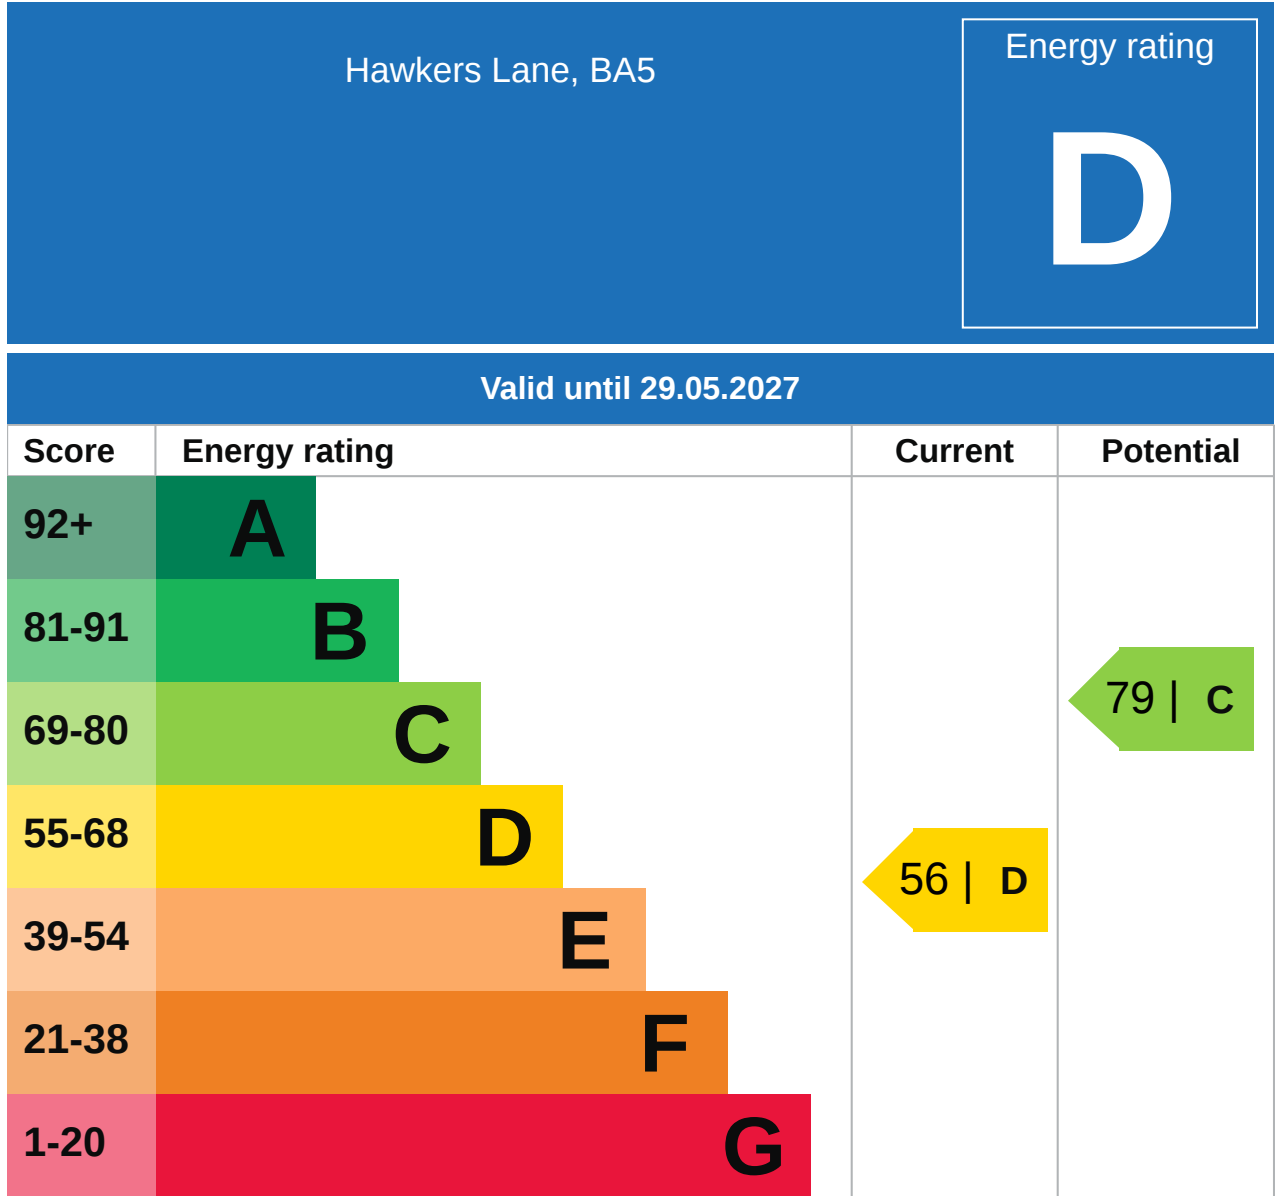 Hawkers Lane, BA5
Energy rating
D
Valid until 29.05.2027
Score Energy rating Current Potential
92+ A
81-91 B
79 | C
69-80 C
55-68 D
56 | D
39-54 E
21-38 F
1-20 G